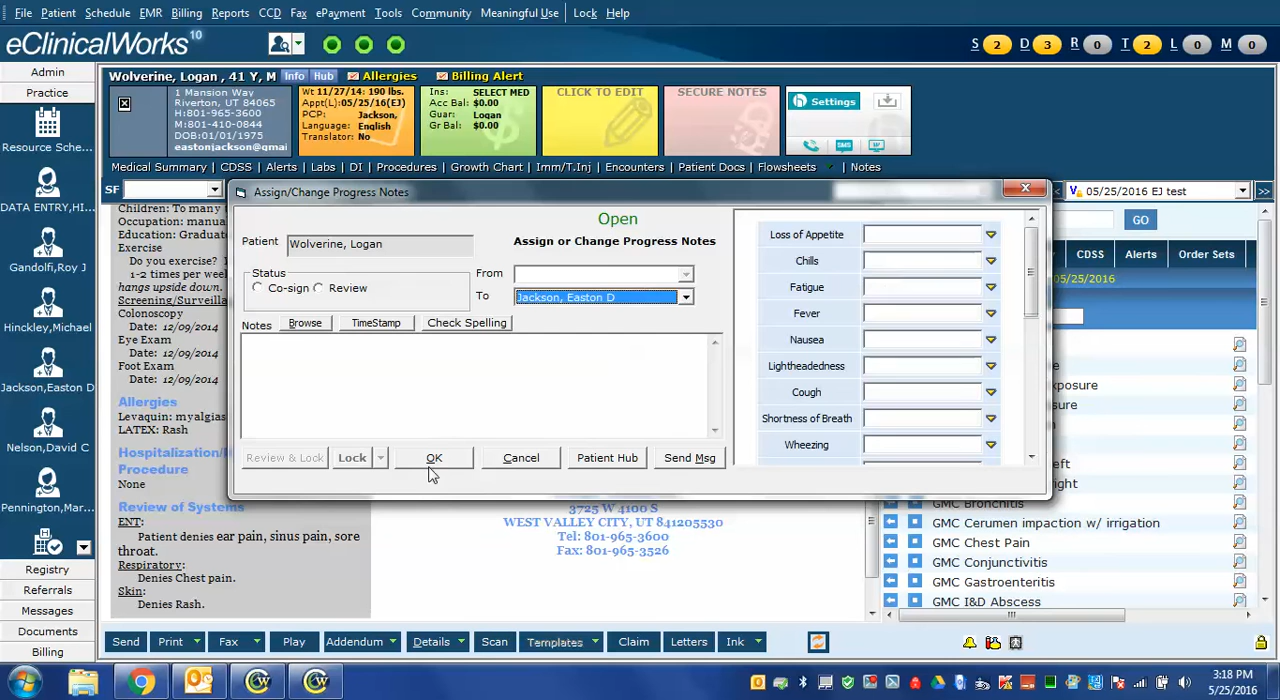 File Patient Schedule EMR Billing Reports CCD Fax ePayment Tools Community Meaningful Use Lock Help
eClinicalWorks 10
S 2 D 3 R 0 T 2 L 0 M 0
Admin
Practice
Resource Sche...
DATA ENTRY,HI...
Gandolfi,Roy J
Hinckley,Michael
Jackson,Easton D
Nelson,David C
Pennington,Mar...
Registry
Referrals
Messages
Documents
Billing
Wolverine, Logan , 41 Y, M Info Hub Allergies Billing Alert
1 Mansion Way
Riverton, UT 84065
H:801-965-3600
M:801-410-0844
DOB:01/01/1975
eastonjackson@gmai
Wt 11/27/14: 190 lbs.
Appt(L):05/25/16(EJ)
PCP: Jackson,
Language: English
Translator: No
Ins: SELECT MED
Acc Bal: $0.00
Guar: Logan
Gr Bal: $0.00
CLICK TO EDIT
SECURE NOTES
Settings
SMS
Medical Summary | CDSS | Alerts | Labs | DI | Procedures | Growth Chart | Imm/T.Inj | Encounters | Patient Docs | Flowsheets | Notes
SF
05/25/2016 EJ test
>>
GO
CDSS Alerts Order Sets
05/25/2016
Children: To many
Occupation: manua
Education: Graduate
Exercise
Do you exercise?
1-2 times per week
hangs upside down.
Screening/Surveilla
Colonoscopy
Date: 12/09/2014
Eye Exam
Date: 12/09/2014
Foot Exam
Date: 12/09/2014
Allergies
Levaquin: myalgias
LATEX: Rash
Hospitalization/
Procedure
None
Review of Systems
ENT:
Patient denies ear pain, sinus pain, sore
throat.
Respiratory:
Denies Chest pain.
Skin:
Denies Rash.
Assign/Change Progress Notes
Open
Patient Wolverine, Logan
Assign or Change Progress Notes
Status
Co-sign Review
From
To Jackson, Easton D
Notes Browse TimeStamp Check Spelling
Review & Lock Lock OK Cancel Patient Hub Send Msg
Loss of Appetite
Chills
Fatigue
Fever
Nausea
Lightheadedness
Cough
Shortness of Breath
Wheezing
3725 W 4100 S
WEST VALLEY CITY, UT 841205530
Tel: 801-965-3600
Fax: 801-965-3526
GMC Bronchitis
GMC Cerumen impaction w/ irrigation
GMC Chest Pain
GMC Conjunctivitis
GMC Gastroenteritis
GMC I&D Abscess
Send Print Fax Play Addendum Details Scan Templates Claim Letters Ink
3:18 PM
5/25/2016